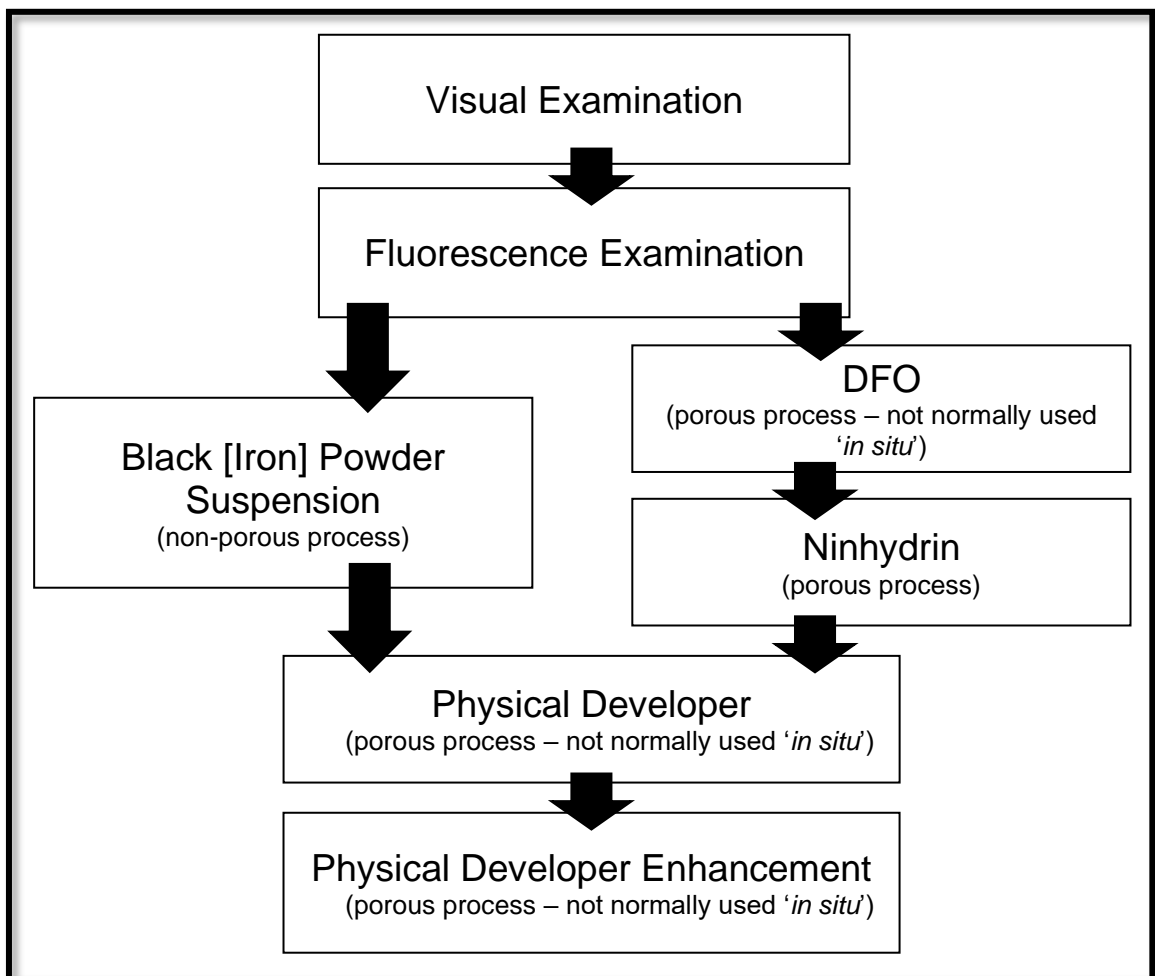 Visual Examination
Fluorescence Examination
DFO
(porous process – not normally used
‘in situ’)
Black [Iron] Powder
Suspension
(non-porous process)
Ninhydrin
(porous process)
Physical Developer
(porous process – not normally used ‘in situ’)
Physical Developer Enhancement
(porous process – not normally used ‘in situ’)